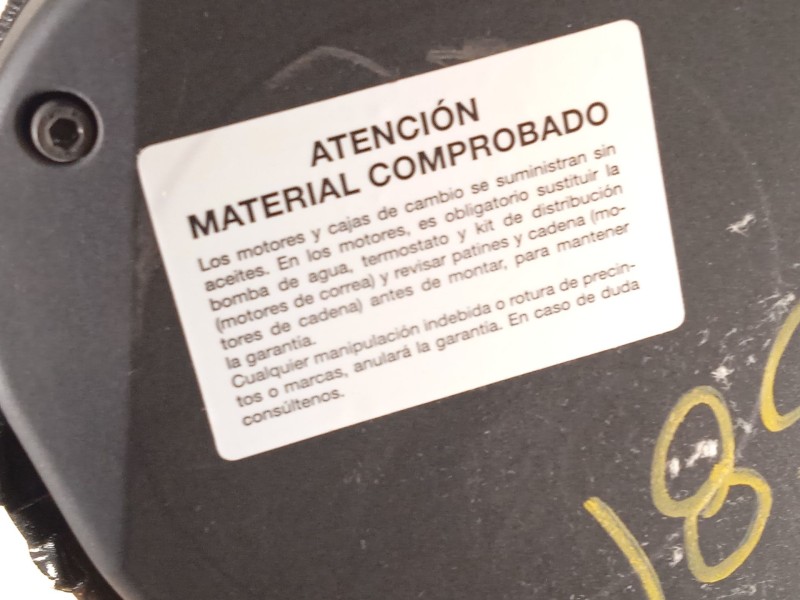 ATENCIÓN
MATERIAL COMPROBADO
Los motores y cajas de cambio se suministran sin
aceites. En los motores, es obligatorio sustituir la
bomba de agua, termostato y kit de distribución
(motores de correa) y revisar patines y cadena (mo-
tores de cadena) antes de montar, para mantener
la garantía.
Cualquier manipulación indebida o rotura de precin-
tos o marcas, anulará la garantía. En caso de duda
consúltenos.
18